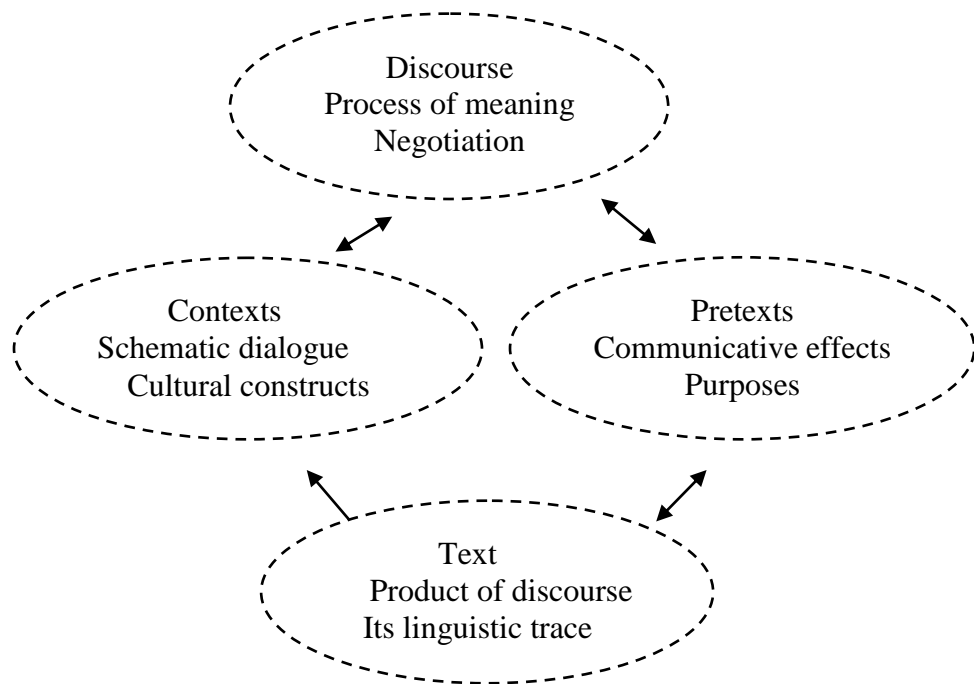 Discourse
Process of meaning
Negotiation
Contexts
Schematic dialogue
Cultural constructs
Pretexts
Communicative effects
Purposes
Text
Product of discourse
Its linguistic trace